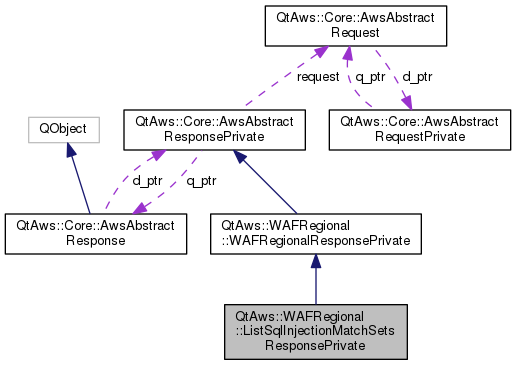 QtAws::Core::AwsAbstract
Request
request
q_ptr
d_ptr
QObject
QtAws::Core::AwsAbstract
ResponsePrivate
QtAws::Core::AwsAbstract
RequestPrivate
d_ptr
q_ptr
QtAws::Core::AwsAbstract
Response
QtAws::WAFRegional
::WAFRegionalResponsePrivate
QtAws::WAFRegional
::ListSqlInjectionMatchSets
ResponsePrivate